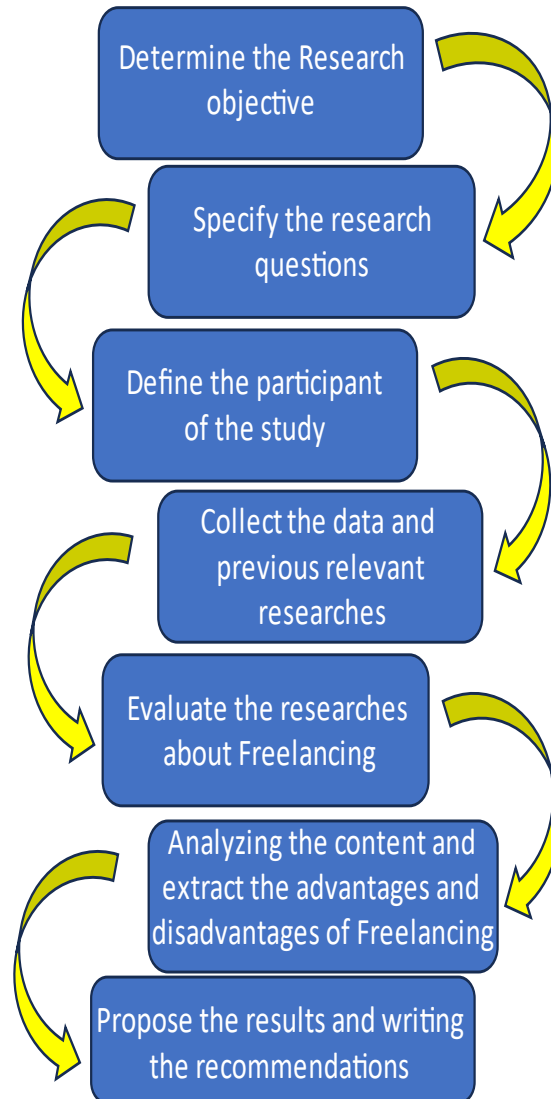 Determine the Research
objective
Specify the research
questions
Define the participant
of the study
Collect the data and
previous relevant
researches
Evaluate the researches
about Freelancing
Analyzing the content and
extract the advantages and
disadvantages of Freelancing
Propose the results and writing
the recommendations